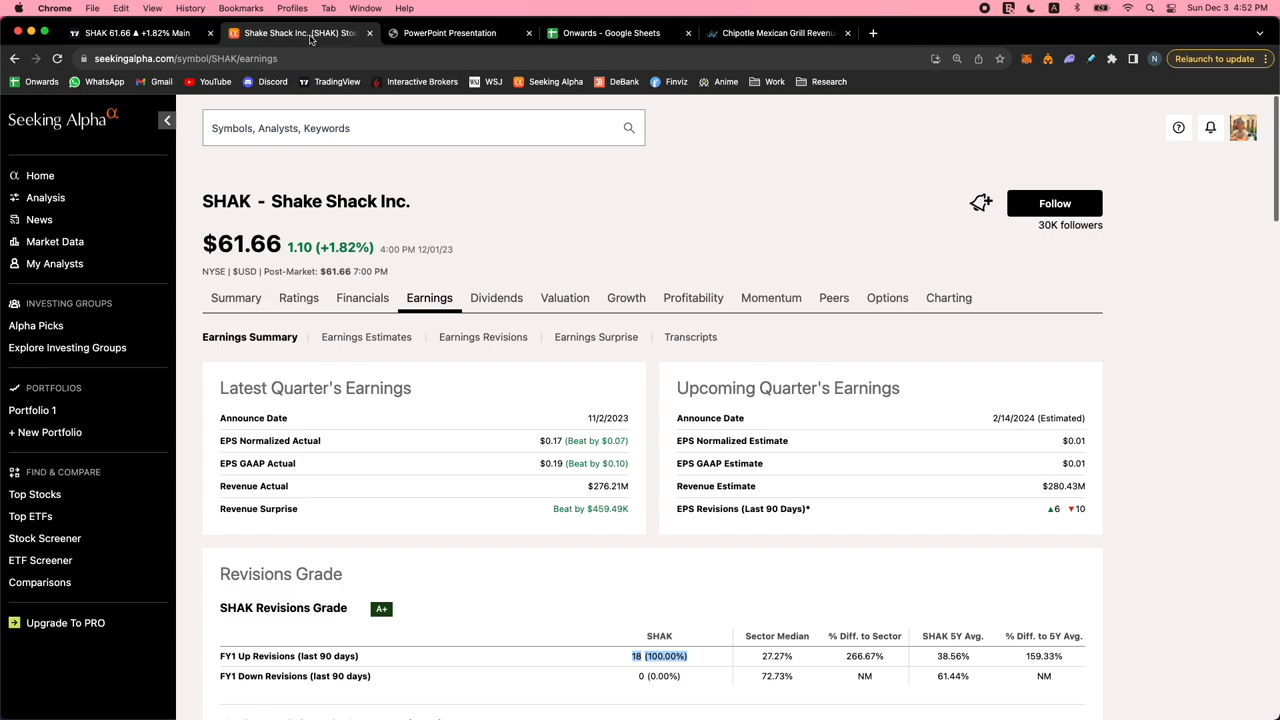 Chrome File Edit View History Bookmarks Profiles Tab Window Help Sun Dec 3 4:52 PM
SHAK 61.66 ▲ +1.82% Main
Shake Shack Inc. (SHAK) Stoc
PowerPoint Presentation
Onwards - Google Sheets
Chipotle Mexican Grill Revenu
seekingalpha.com/symbol/SHAK/earnings
N
Relaunch to update
Onwards WhatsApp Gmail YouTube Discord TradingView Interactive Brokers WSJ Seeking Alpha DeBank Finviz Anime Work Research
Seeking Alpha α
Home
Analysis
News
Market Data
My Analysts
INVESTING GROUPS
Alpha Picks
Explore Investing Groups
PORTFOLIOS
Portfolio 1
+ New Portfolio
FIND & COMPARE
Top Stocks
Top ETFs
Stock Screener
ETF Screener
Comparisons
Upgrade To PRO
Symbols, Analysts, Keywords
SHAK - Shake Shack Inc.
Follow
30K followers
$61.66 1.10 (+1.82%) 4:00 PM 12/01/23
NYSE | $USD | Post-Market: $61.66 7:00 PM
Summary Ratings Financials Earnings Dividends Valuation Growth Profitability Momentum Peers Options Charting
Earnings Summary | Earnings Estimates | Earnings Revisions | Earnings Surprise | Transcripts
Latest Quarter's Earnings
Announce Date 11/2/2023
EPS Normalized Actual $0.17 (Beat by $0.07)
EPS GAAP Actual $0.19 (Beat by $0.10)
Revenue Actual $276.21M
Revenue Surprise Beat by $459.49K
Upcoming Quarter's Earnings
Announce Date 2/14/2024 (Estimated)
EPS Normalized Estimate $0.01
EPS GAAP Estimate $0.01
Revenue Estimate $280.43M
EPS Revisions (Last 90 Days)* ▲6 ▼10
Revisions Grade
SHAK Revisions Grade A+
SHAK Sector Median % Diff. to Sector SHAK 5Y Avg. % Diff. to 5Y Avg.
FY1 Up Revisions (last 90 days) 18 (100.00%) 27.27% 266.67% 38.56% 159.33%
FY1 Down Revisions (last 90 days) 0 (0.00%) 72.73% NM 61.44% NM